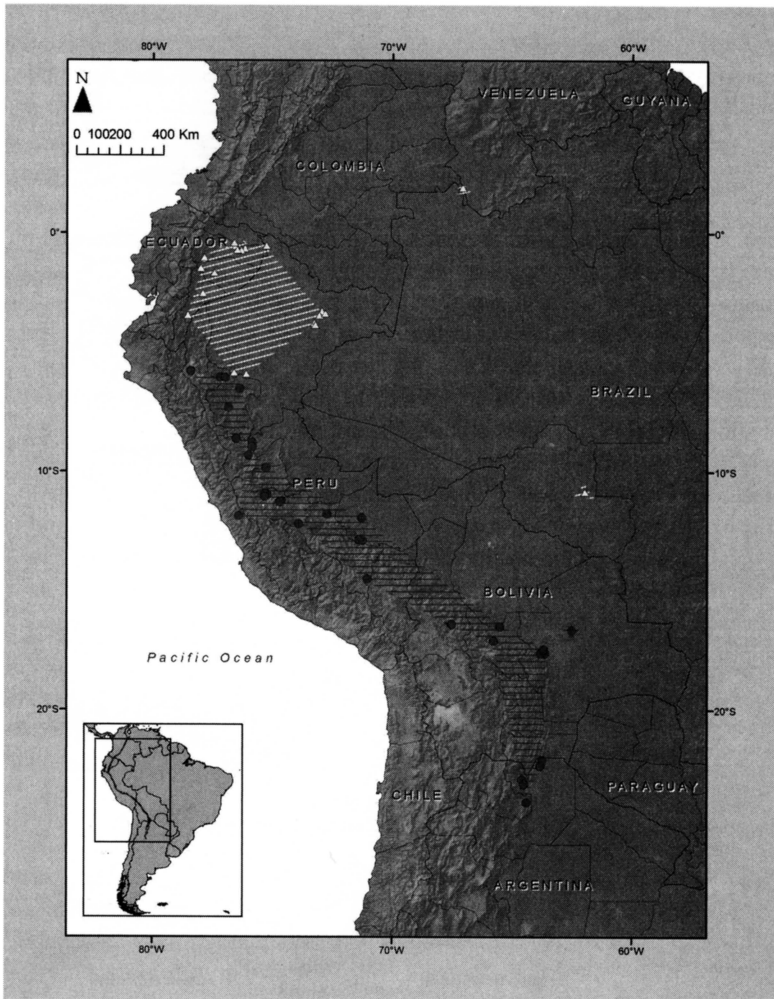 80°W 70°W 60°W
N
0 100200 400 Km
VENEZUELA
GUYANA
COLOMBIA
0° 0°
ECUADOR
BRAZIL
10°S 10°S
PERU
BOLIVIA
Pacific Ocean
20°S 20°S
CHILE
PARAGUAY
ARGENTINA
80°W 70°W 60°W